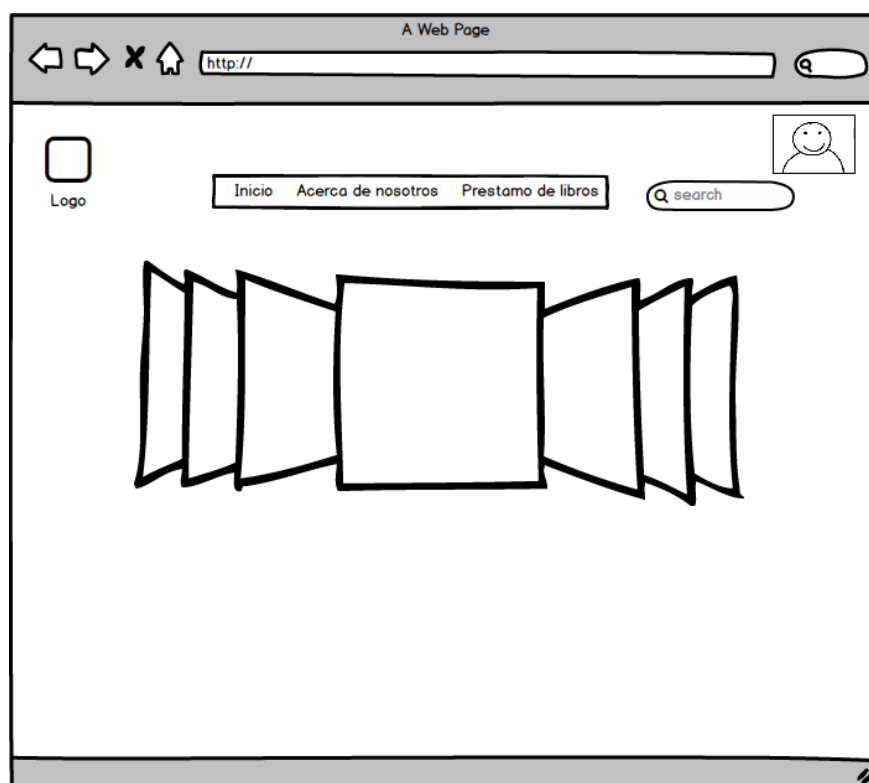 A Web Page
http://
Logo
Inicio Acerca de nosotros Prestamo de libros
search